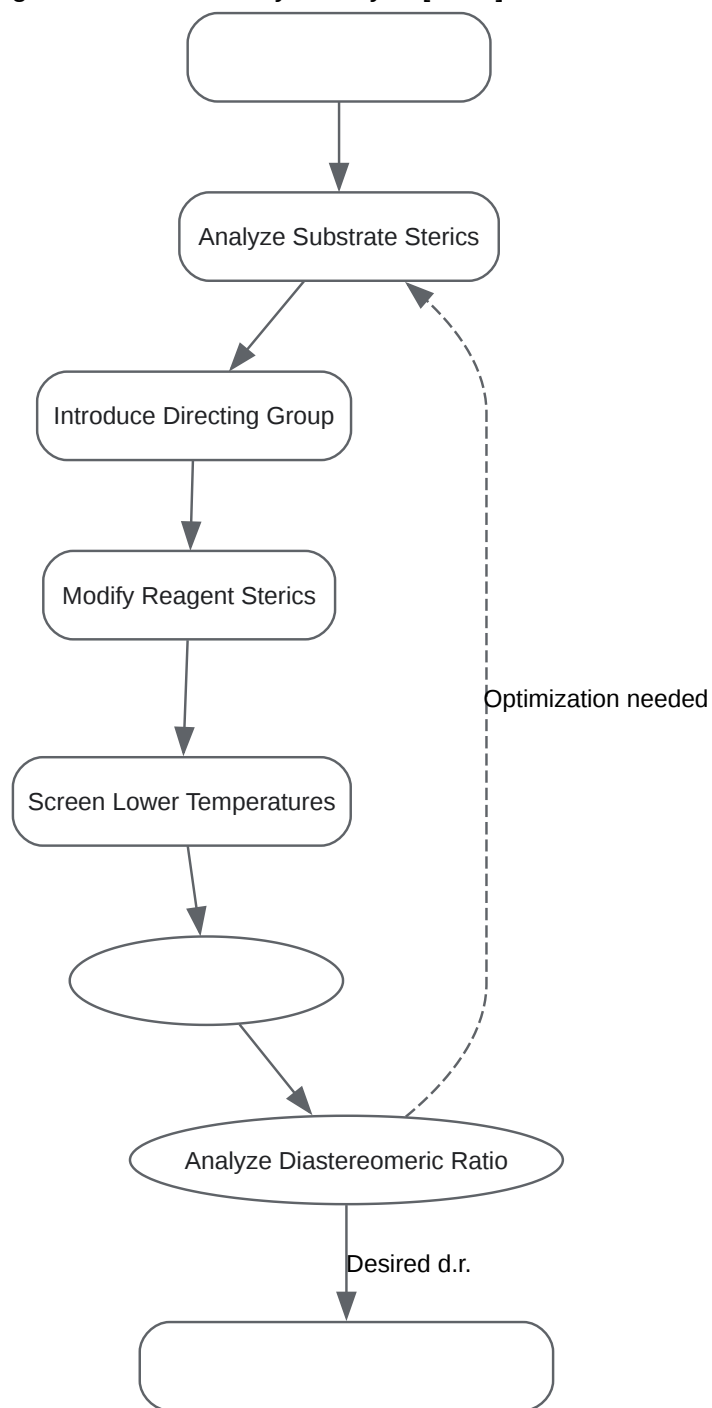 Analyze Substrate Sterics
Introduce Directing Group
Modify Reagent Sterics
Optimization needed
Screen Lower Temperatures
Analyze Diastereomeric Ratio
Desired d.r.